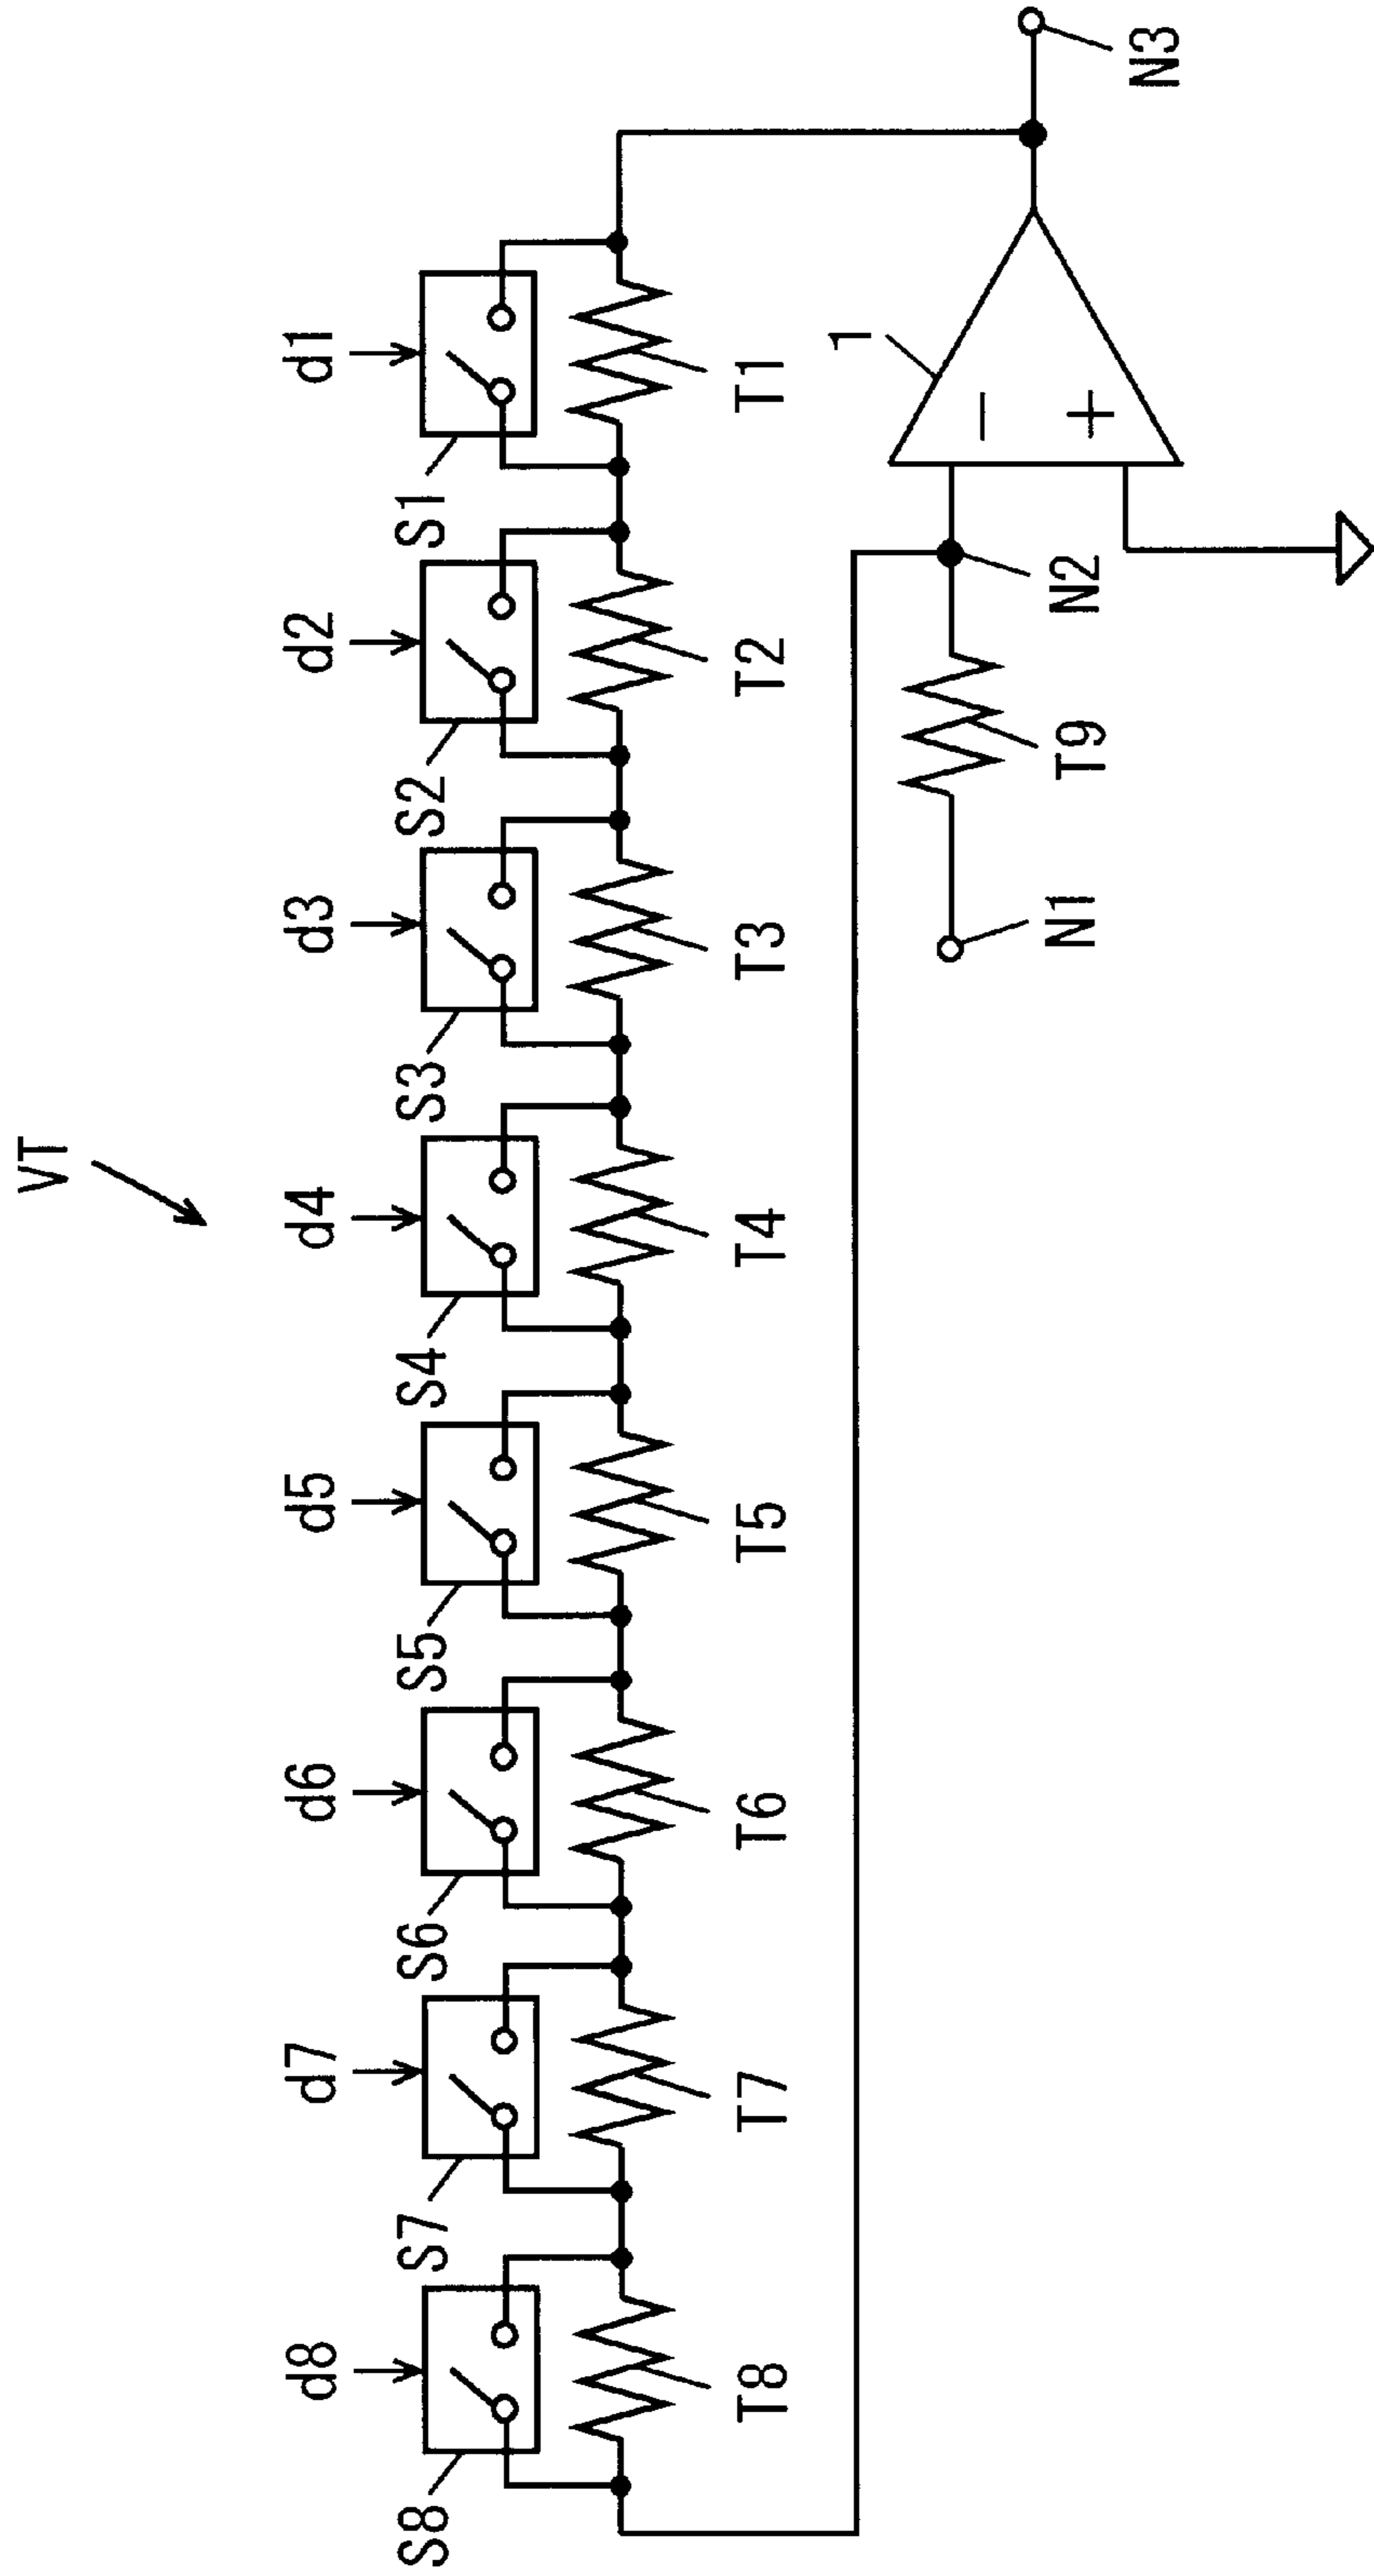 VT
d8 d7 d6 d5 d4 d3 d2 d1
S8 S7 S6 S5 S4 S3 S2 S1
T8 T7 T6 T5 T4 T3 T2 T1
1
−
+
N1
T9
N2
N3